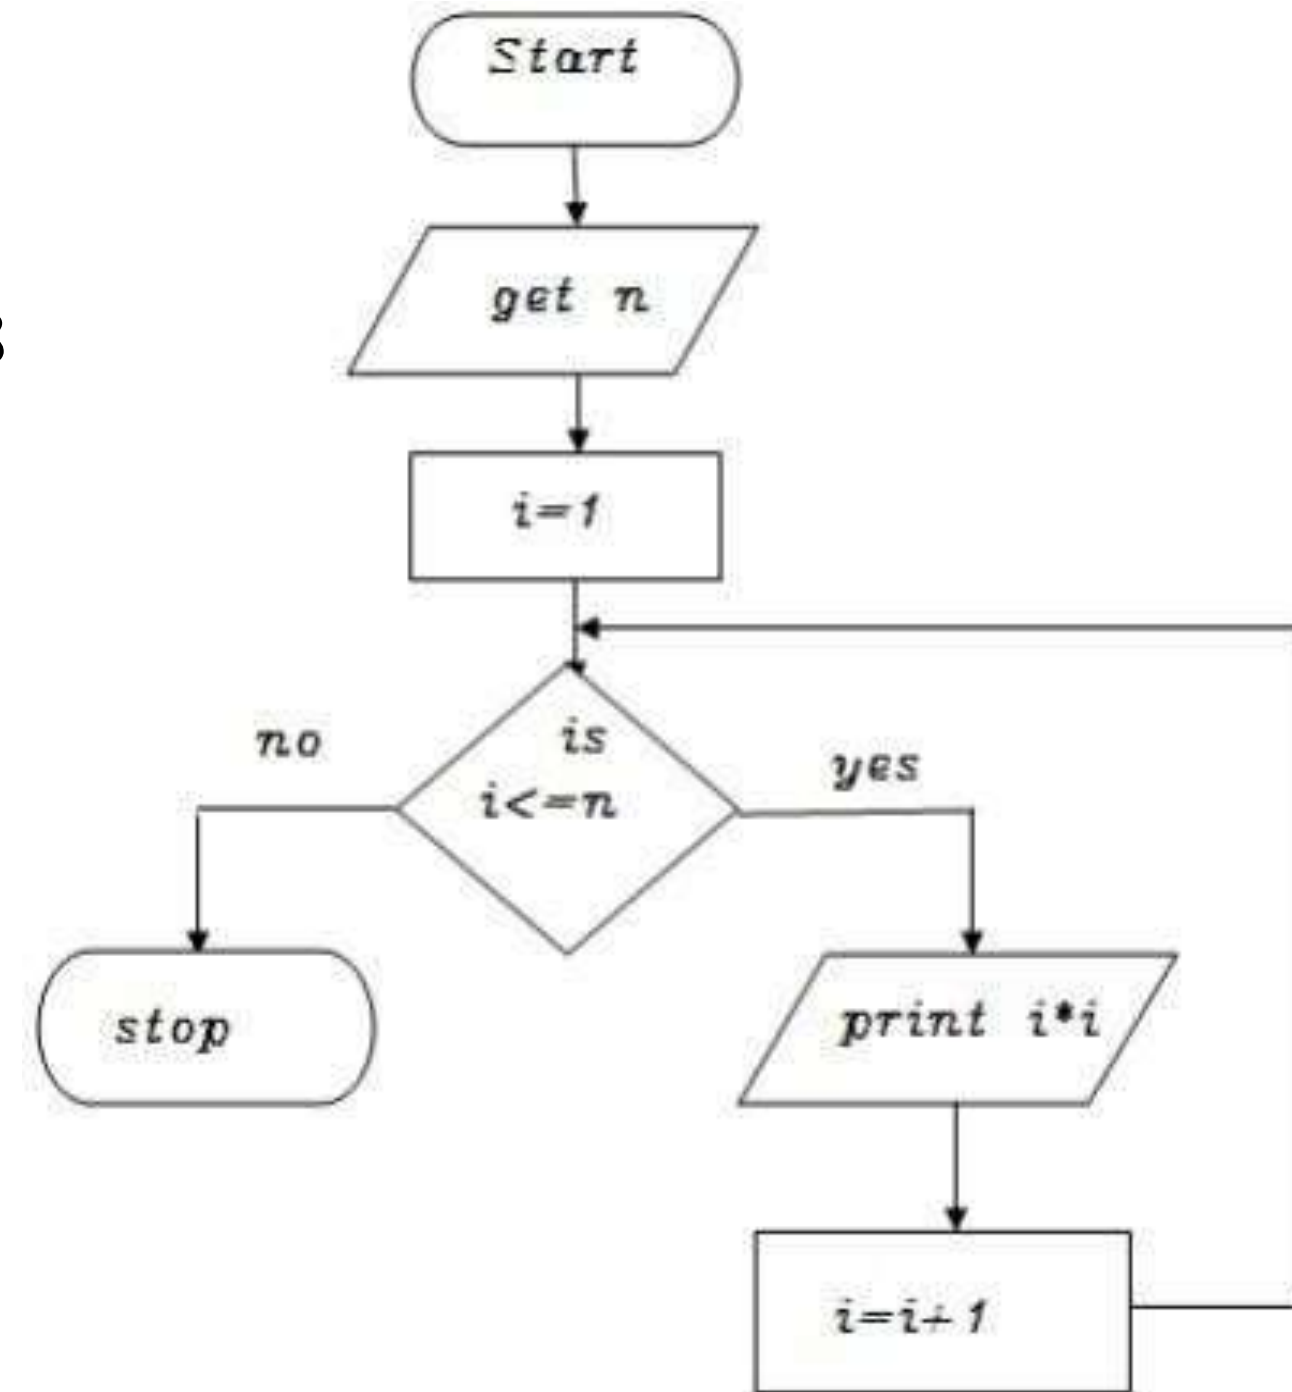 Start
get n
i=1
is
i<=n
no
yes
stop
print i*i
i=i+1